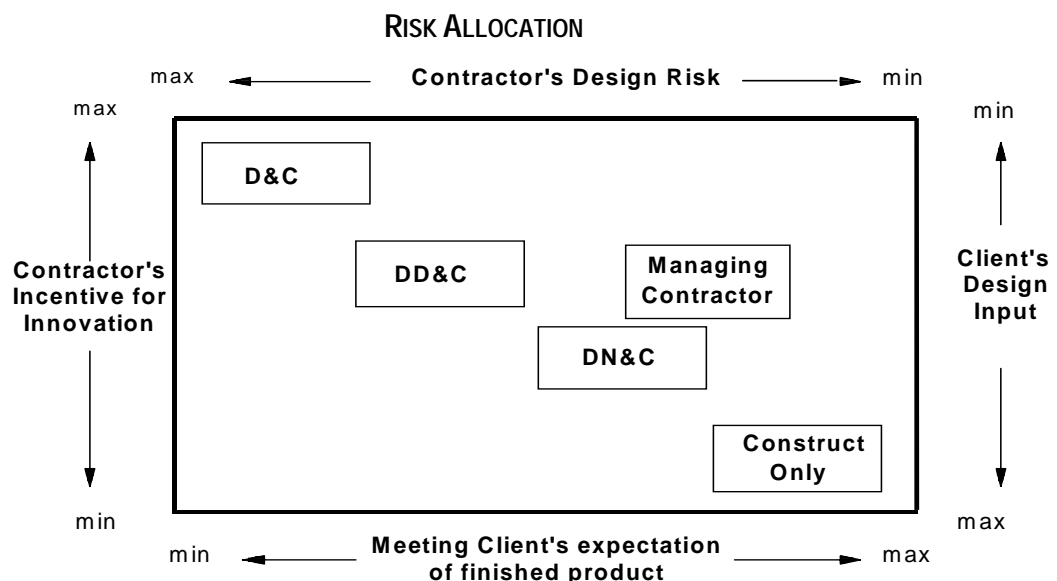 RISK ALLOCATION
max Contractor's Design Risk min
max min
D&C
DD&C Managing
Contractor
Contractor's
Incentive for
Innovation
Client's
Design
Input
DN&C
Construct
Only
min max
min Meeting Client's expectation max
of finished product